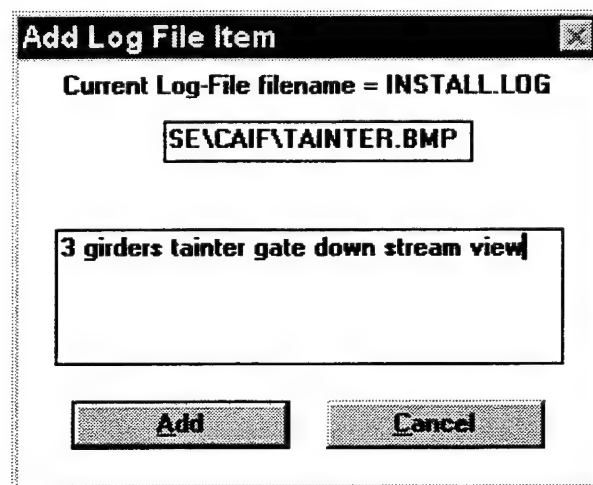 Add Log File Item
Current Log-File filename = INSTALL.LOG
SE\CAIF\TAINTER.BMP
3 girders tainter gate down stream view
Add
Cancel